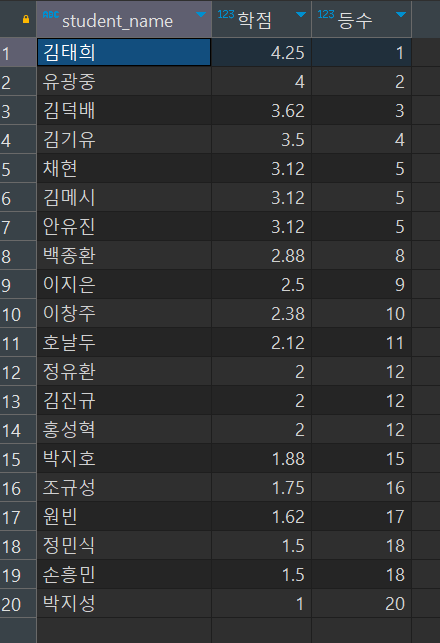 ABC student_name 123 학점 123 등수
1 김태희 4.25 1
2 유광중 4 2
3 김덕배 3.62 3
4 김기유 3.5 4
5 채현 3.12 5
6 김메시 3.12 5
7 안유진 3.12 5
8 백종환 2.88 8
9 이지은 2.5 9
10 이창주 2.38 10
11 호날두 2.12 11
12 정유환 2 12
13 김진규 2 12
14 홍성혁 2 12
15 박지호 1.88 15
16 조규성 1.75 16
17 원빈 1.62 17
18 정민식 1.5 18
19 손흥민 1.5 18
20 박지성 1 20